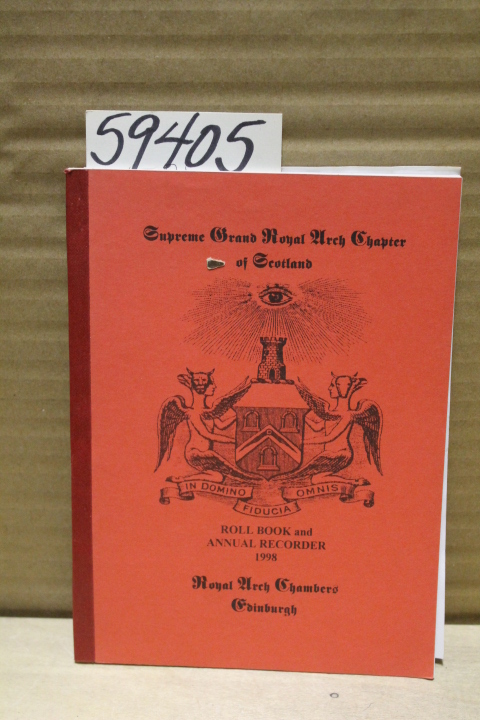 59405
Supreme Grand Royal Arch Chapter
of Scotland
IN DOMINO FIDUCIA OMNIS
ROLL BOOK and
ANNUAL RECORDER
1998
Royal Arch Chambers
Edinburgh